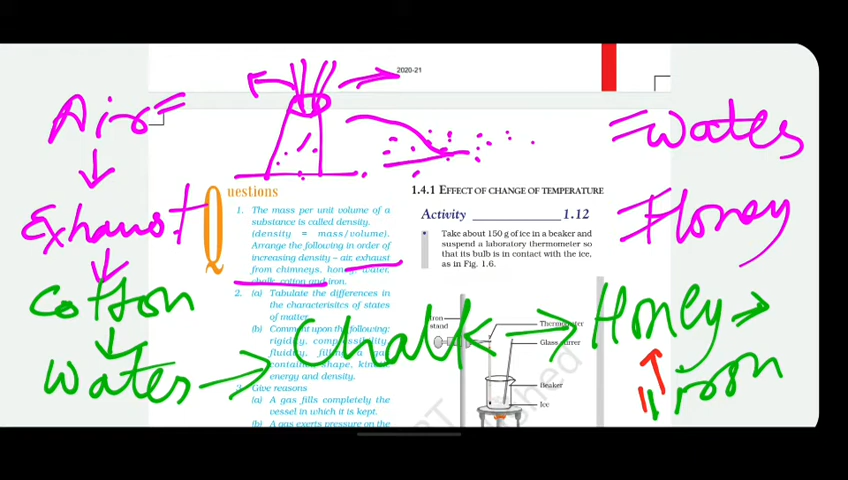 2020-21
Air =
= Water
Exhaust
= Honey
Questions
1. The mass per unit volume of a
substance is called density.
(density = mass/volume).
Arrange the following in order of
increasing density – air, exhaust
from chimneys, honey, water,
chalk, cotton and iron.
2. (a) Tabulate the differences in
the characterisitcs of states
of matter.
(b) Comment upon the following:
rigidity, compressibility,
fluidity, filling a gas
container, shape, kinetic
energy and density.
3. Give reasons
(a) A gas fills completely the
vessel in which it is kept.
(b) A gas exerts pressure on the
1.4.1 EFFECT OF CHANGE OF TEMPERATURE
Activity 1.12
• Take about 150 g of ice in a beaker and
suspend a laboratory thermometer so
that its bulb is in contact with the ice,
as in Fig. 1.6.
Iron
stand
Thermometer
Glass stirrer
Beaker
Ice
Cotton
Water
Chalk
Honey
iron